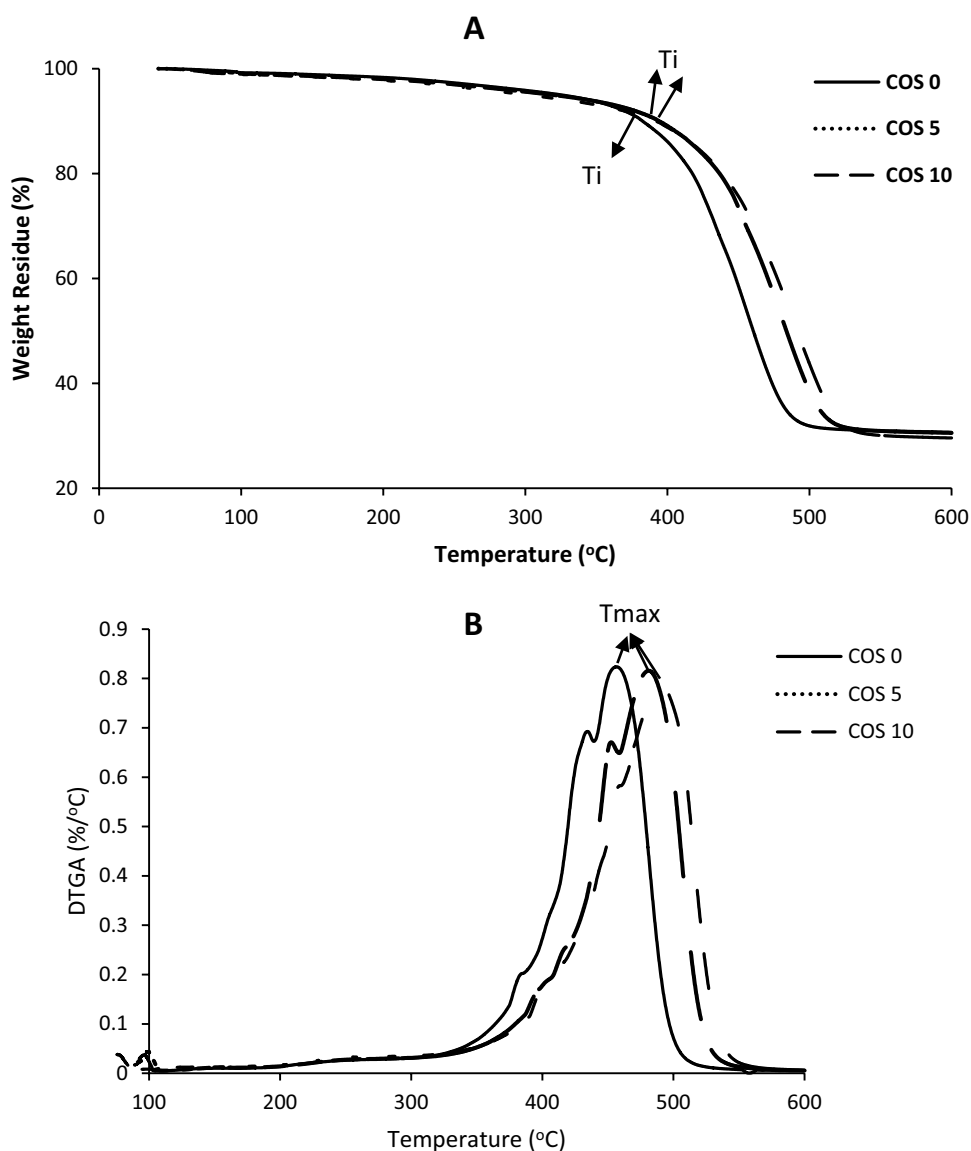 A
Ti
100
COS 0
80
COS 5
Ti
COS 10
60
40
20
0
100
200
300
400
500
600
Weight Residue (%)
Temperature (ºC)
B
Tmax
0.9
COS 0
0.8
COS 5
0.7
COS 10
0.6
0.5
0.4
0.3
0.2
0.1
0
100
200
300
400
500
600
DTGA (%/ºC)
Temperature (ºC)